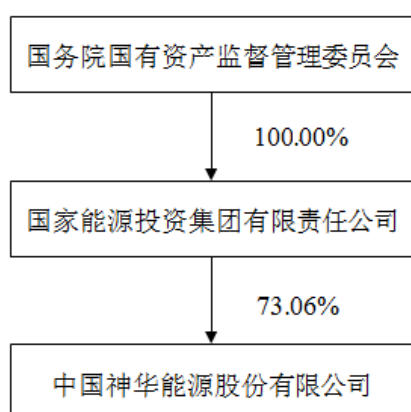 国务院国有资产监督管理委员会
100.00%
国家能源投资集团有限责任公司
73.06%
中国神华能源股份有限公司